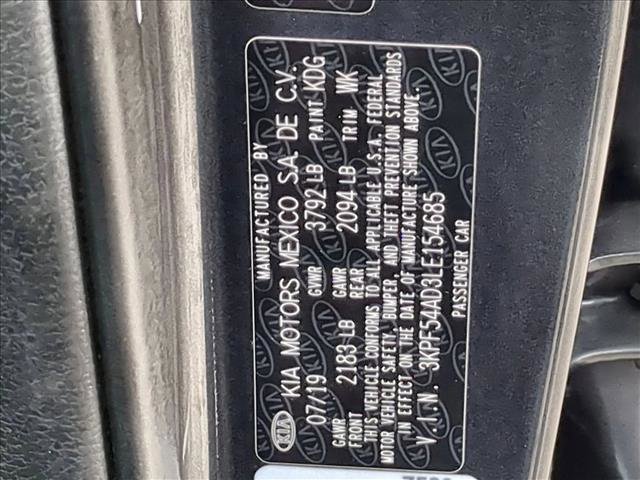 MANUFACTURED BY
KIA KIA MOTORS MEXICO S.A. DE C.V.
07/19 GVWR 3792 LB PAINT KDG
GAWR FRONT 2183 LB GAWR REAR 2094 LB TRIM WK
THIS VEHICLE CONFORMS TO ALL APPLICABLE U.S.A. FEDERAL
MOTOR VEHICLE SAFETY, BUMPER, AND THEFT PREVENTION STANDARDS
IN EFFECT ON THE DATE OF MANUFACTURE SHOWN ABOVE.
V.I.N. 3KPF54AD3LE154685
PASSENGER CAR